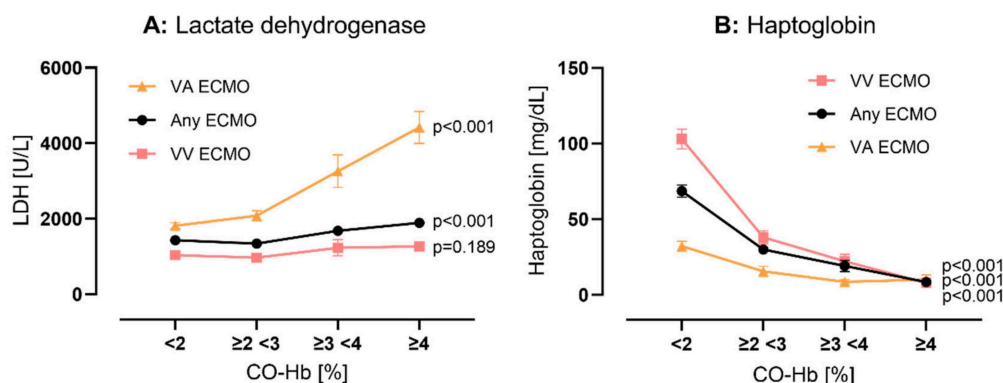 A: Lactate dehydrogenase
6000
4000
2000
0
LDH [U/L]
VA ECMO
Any ECMO
VV ECMO
p<0.001
p<0.001
p=0.189
<2
≥2 <3
≥3 <4
≥4
CO-Hb [%]
B: Haptoglobin
150
100
50
0
Haptoglobin [mg/dL]
VV ECMO
Any ECMO
VA ECMO
p<0.001
p<0.001
p<0.001
<2
≥2 <3
≥3 <4
≥4
CO-Hb [%]